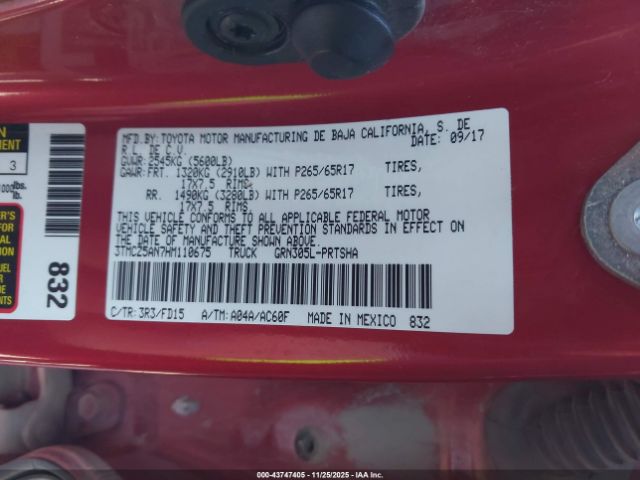 MFD.BY: TOYOTA MOTOR MANUFACTURING DE BAJA CALIFORNIA, S. DE
R.L. DE C.V. DATE: 09/17
GVWR: 2545KG (5600LB)
GAWR: FRT. 1320KG (2910LB) WITH P265/65R17 TIRES,
17X7.5 RIMS,
RR. 1490KG (3280LB) WITH P265/65R17 TIRES,
17X7.5 RIMS
THIS VEHICLE CONFORMS TO ALL APPLICABLE FEDERAL MOTOR
VEHICLE SAFETY AND THEFT PREVENTION STANDARDS IN EFFECT ON
THE DATE OF MANUFACTURE SHOWN ABOVE.
3TMCZ5AN7HM110675 TRUCK GRN305L-PRTSHA
C/TR: 3R3/FD15 A/TM: A04A/AC60F MADE IN MEXICO 832
832
3
lbs.
lb.
000-43747405 - 11/25/2025 - IAAI, Inc.